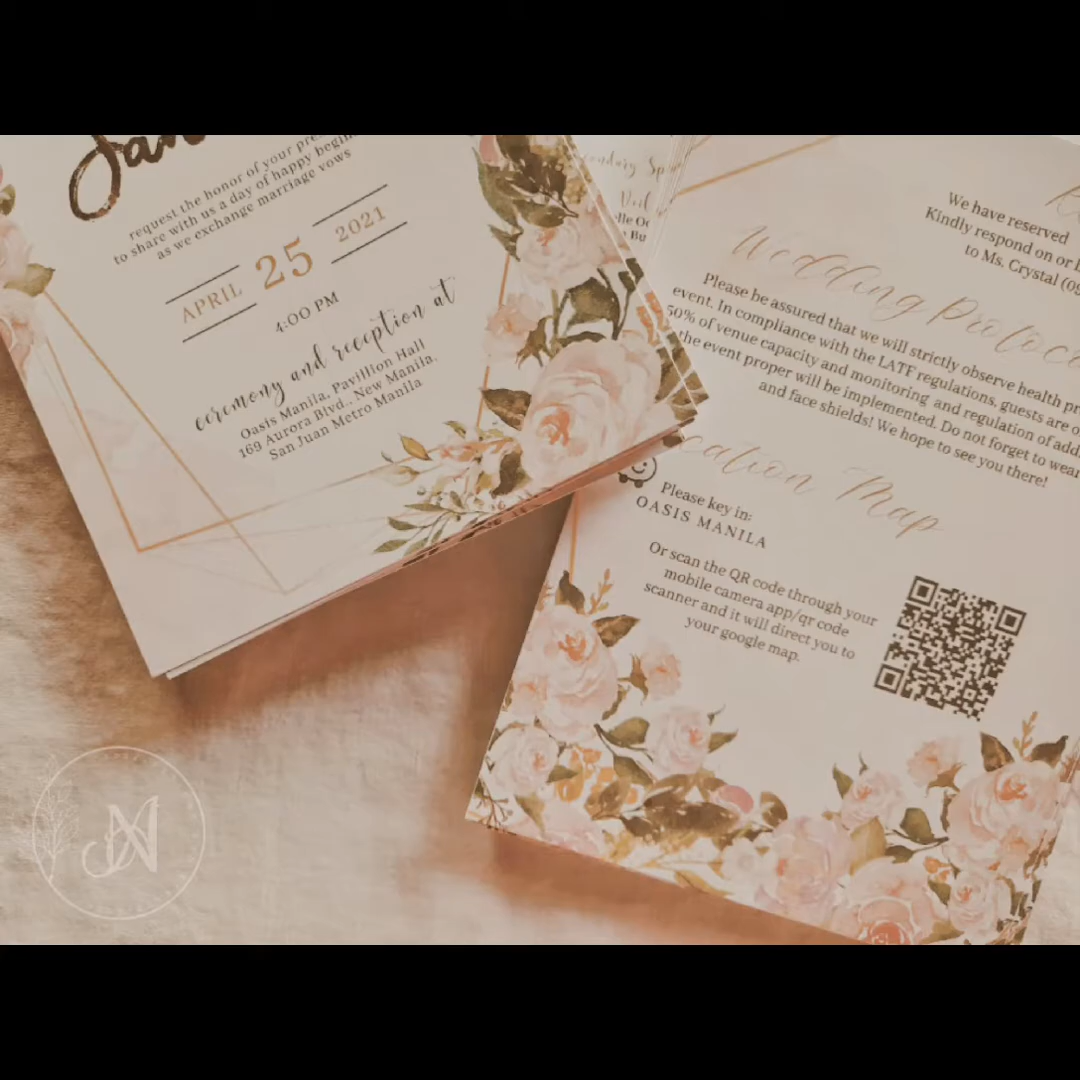 Jan
request the honor of your
to share with us a day of happy
as we exchange marriage vows
APRIL 25 2021
4:00 PM
ceremony and reception at
Oasis Manila, Pavillion Hall
169 Aurora Blvd., New Manila,
San Juan Metro Manila
We have reserved
Kindly respond on or
to Ms. Crystal (09
Wedding Protoco
Please be assured that we will strictly observe health
event. In compliance with the LATF regulations, guests are
50% of venue capacity and monitoring and regulation of
the event proper will be implemented. Do not forget to wear
and face shields! We hope to see you there!
cation Map
Please key in:
OASIS MANILA
Or scan the QR code through your
mobile camera app/qr code
scanner and it will direct you to
your google map.